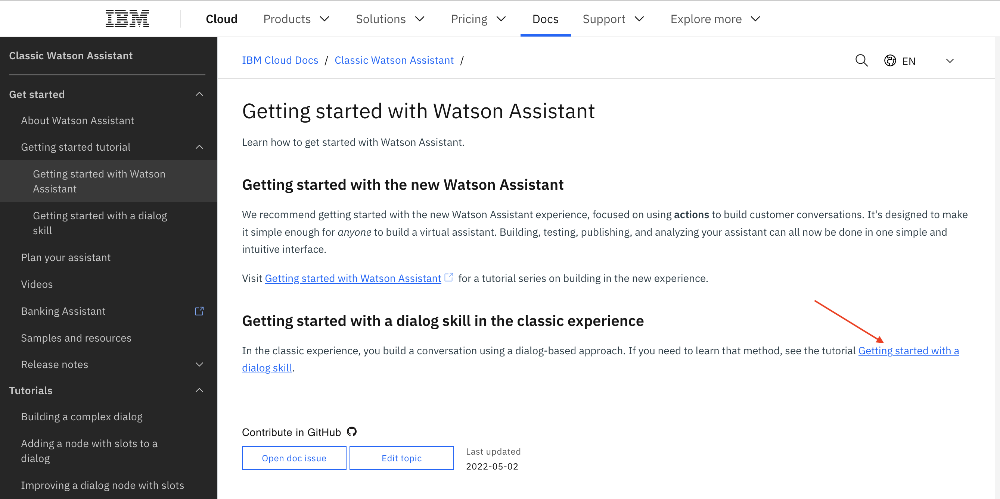 IBM Cloud Products Solutions Pricing Docs Support Explore more
Classic Watson Assistant
Get started
About Watson Assistant
Getting started tutorial
Getting started with Watson
Assistant
Getting started with a dialog
skill
Plan your assistant
Videos
Banking Assistant
Samples and resources
Release notes
Tutorials
Building a complex dialog
Adding a node with slots to a
dialog
Improving a dialog node with slots
IBM Cloud Docs / Classic Watson Assistant /
EN
Getting started with Watson Assistant
Learn how to get started with Watson Assistant.
Getting started with the new Watson Assistant
We recommend getting started with the new Watson Assistant experience, focused on using actions to build customer conversations. It's designed to make
it simple enough for anyone to build a virtual assistant. Building, testing, publishing, and analyzing your assistant can all now be done in one simple and
intuitive interface.
Visit Getting started with Watson Assistant for a tutorial series on building in the new experience.
Getting started with a dialog skill in the classic experience
In the classic experience, you build a conversation using a dialog-based approach. If you need to learn that method, see the tutorial Getting started with a
dialog skill.
Contribute in GitHub
Open doc issue
Edit topic
Last updated
2022-05-02